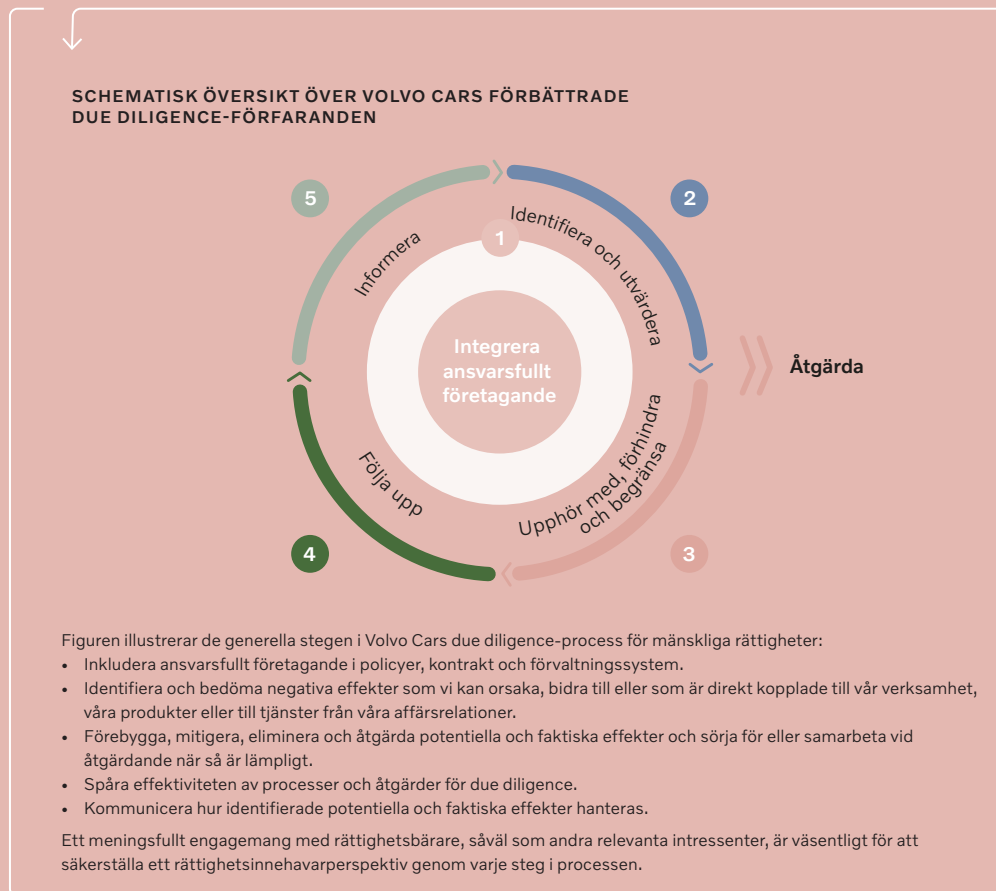 SCHEMATISK ÖVERSIKT ÖVER VOLVO CARS FÖRBÄTTRADE
DUE DILIGENCE-FÖRFARANDEN
1
Integrera
ansvarsfullt
företagande
2
Identifiera och utvärdera
Åtgärda
3
Upphör med, förhindra
och begränsa
4
Följa upp
5
Informera
Figuren illustrerar de generella stegen i Volvo Cars due diligence-process för mänskliga rättigheter:
• Inkludera ansvarsfullt företagande i policyer, kontrakt och förvaltningssystem.
• Identifiera och bedöma negativa effekter som vi kan orsaka, bidra till eller som är direkt kopplade till vår verksamhet,
våra produkter eller till tjänster från våra affärsrelationer.
• Förebygga, mitigera, eliminera och åtgärda potentiella och faktiska effekter och sörja för eller samarbeta vid
åtgärdande när så är lämpligt.
• Spåra effektiviteten av processer och åtgärder för due diligence.
• Kommunicera hur identifierade potentiella och faktiska effekter hanteras.
Ett meningsfullt engagemang med rättighetsbärare, såväl som andra relevanta intressenter, är väsentligt för att
säkerställa ett rättighetsinnehavarperspektiv genom varje steg i processen.